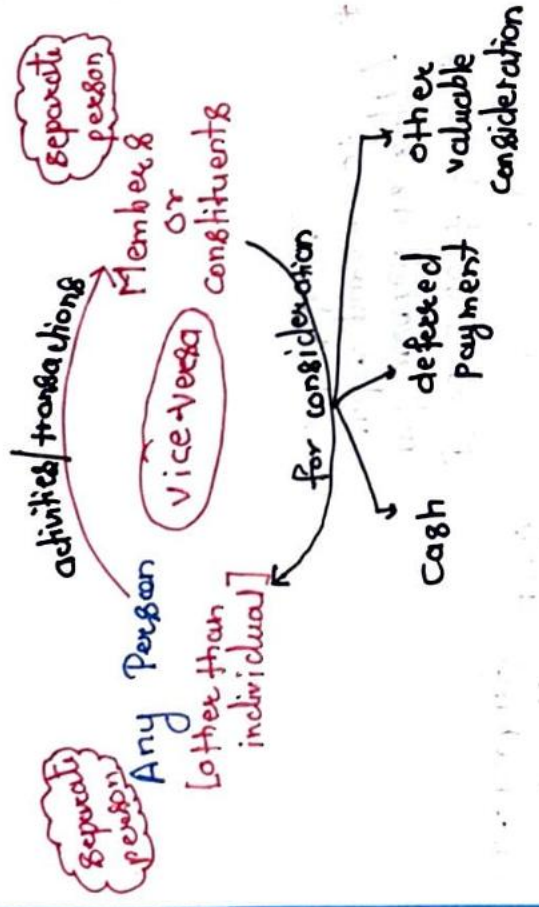 separate
person
activities/transactions
separate
person
Any Person
[other than
individual]
vice-versa
Members
or
constituents
for consideration
cash
deferred
payment
other
valuable
consideration